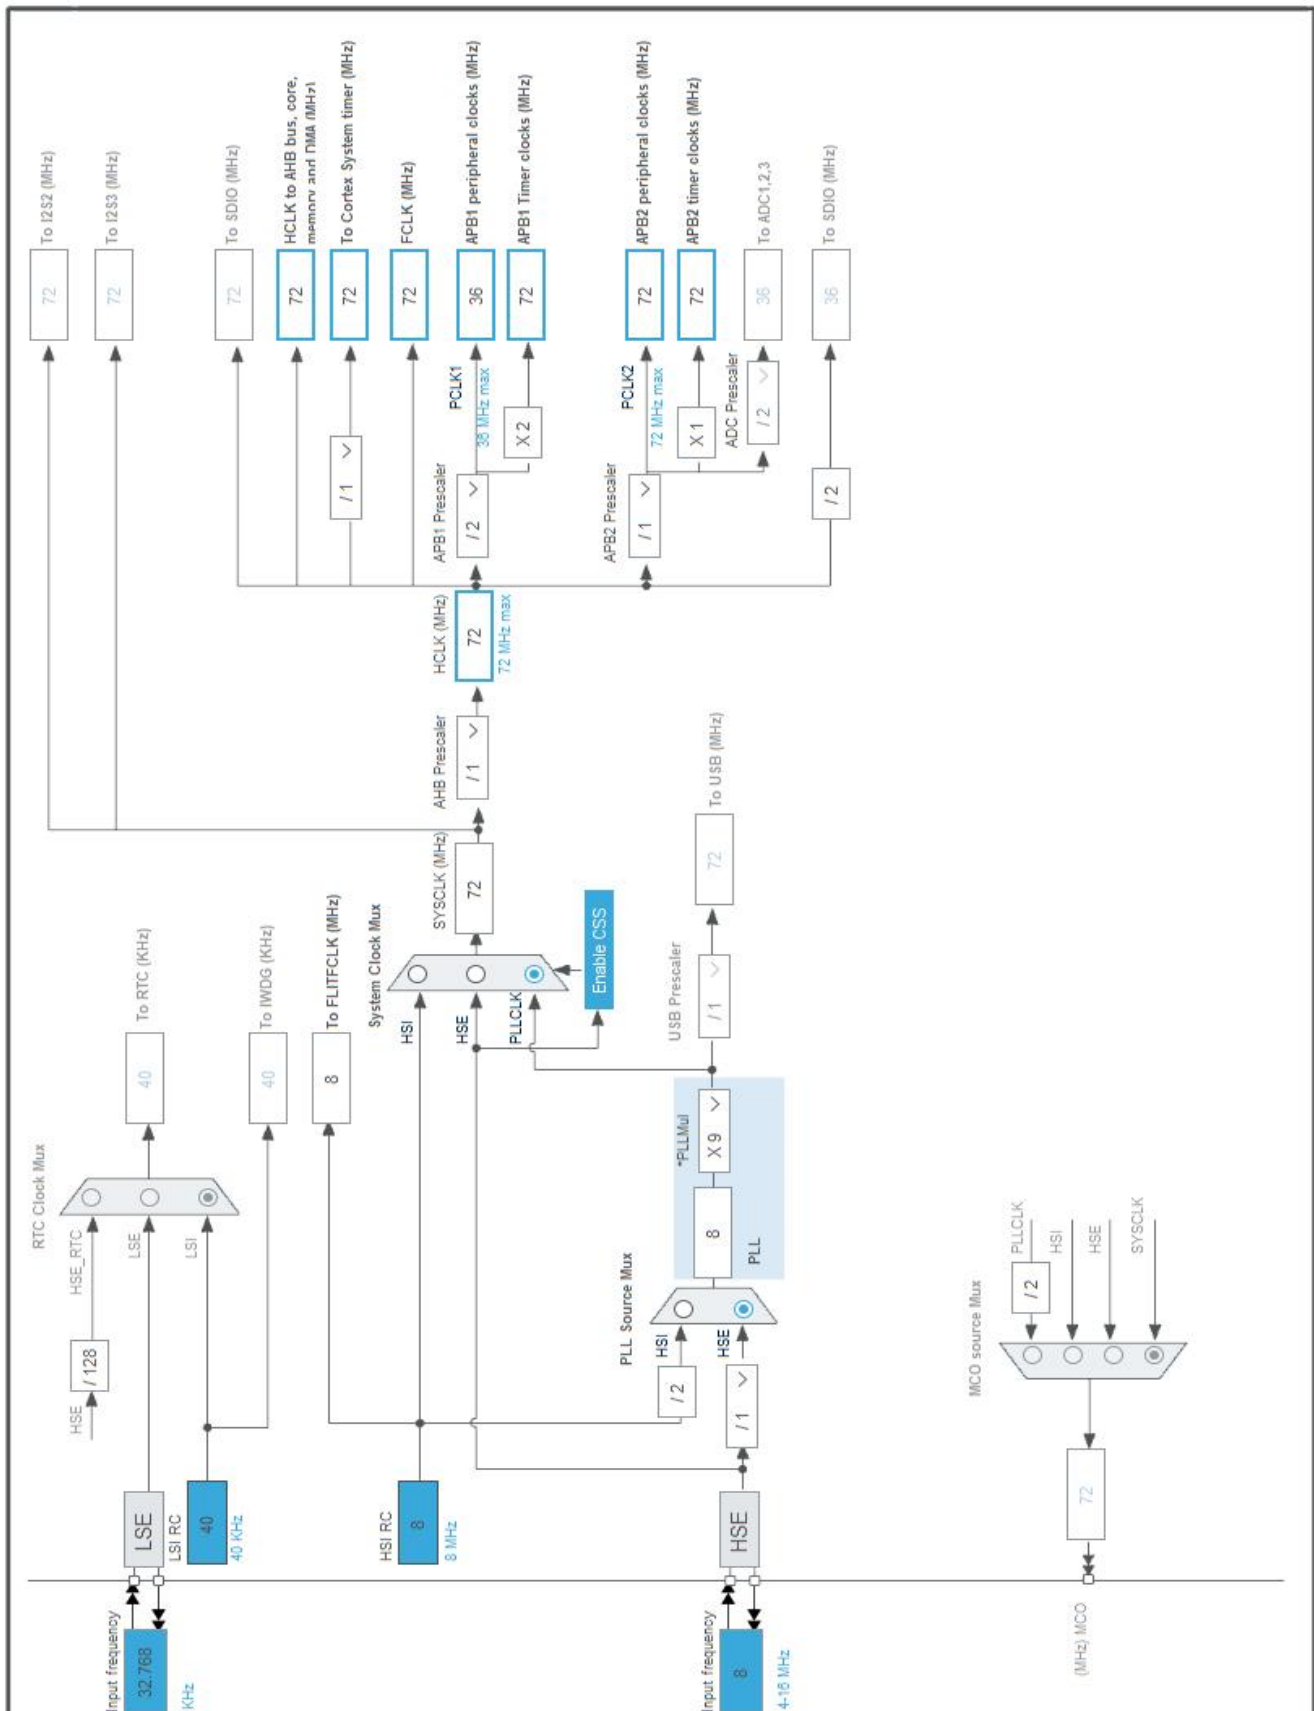 Input frequency
32.768
KHz
LSE
LSI RC
40
40 KHz
HSE
/ 128
HSE_RTC
LSE
LSI
RTC Clock Mux
40
To RTC (KHz)
40
To IWDG (KHz)
8
To FLITFCLK (MHz)
HSI RC
8
8 MHz
Input frequency
8
4-16 MHz
HSE
/ 2
/ 1
PLL Source Mux
HSI
HSE
8
PLL
*PLLMul
X 9
USB Prescaler
/ 1
72
To USB (MHz)
System Clock Mux
HSI
HSE
PLLCLK
Enable CSS
SYSCLK (MHz)
72
AHB Prescaler
/ 1
HCLK (MHz)
72
72 MHz max
72
To I2S2 (MHz)
72
To I2S3 (MHz)
72
To SDIO (MHz)
72
HCLK to AHB bus, core,
memory and DMA (MHz)
/ 1
72
To Cortex System timer (MHz)
72
FCLK (MHz)
APB1 Prescaler
/ 2
PCLK1
36 MHz max
36
APB1 peripheral clocks (MHz)
X 2
72
APB1 Timer clocks (MHz)
APB2 Prescaler
/ 1
PCLK2
72 MHz max
72
APB2 peripheral clocks (MHz)
X 1
72
APB2 timer clocks (MHz)
ADC Prescaler
/ 2
36
To ADC1,2,3
/ 2
36
To SDIO (MHz)
MCO source Mux
/ 2
PLLCLK
HSI
HSE
SYSCLK
72
(MHz) MCO